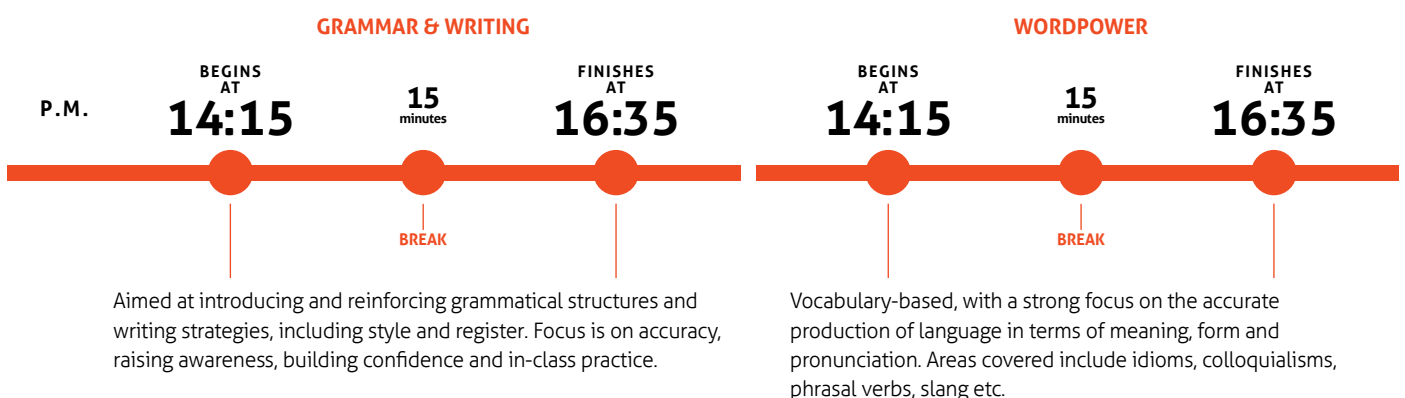 GRAMMAR & WRITING
P.M.
BEGINS
AT
14:15
15
minutes
FINISHES
AT
16:35
BREAK
Aimed at introducing and reinforcing grammatical structures and
writing strategies, including style and register. Focus is on accuracy,
raising awareness, building confidence and in-class practice.
WORDPOWER
BEGINS
AT
14:15
15
minutes
FINISHES
AT
16:35
BREAK
Vocabulary-based, with a strong focus on the accurate
production of language in terms of meaning, form and
pronunciation. Areas covered include idioms, colloquialisms,
phrasal verbs, slang etc.